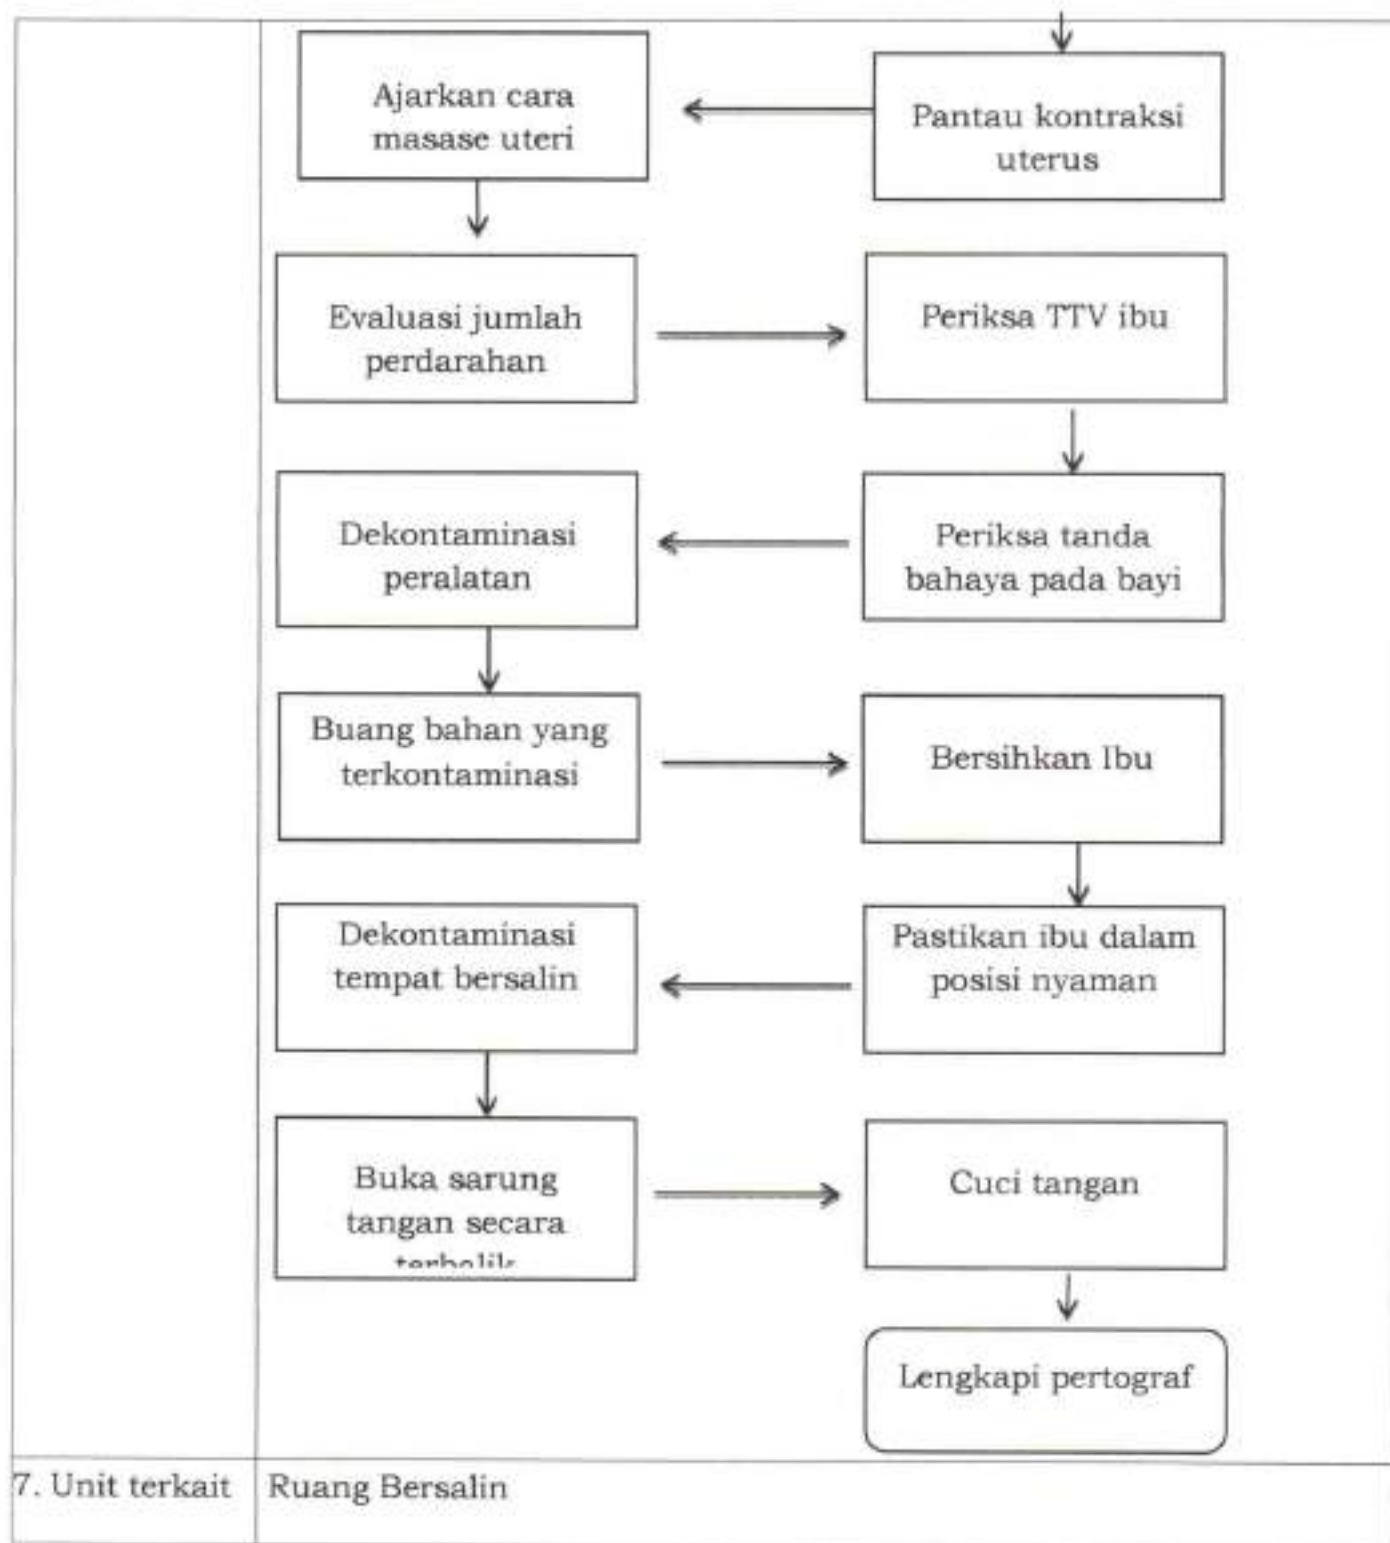 Ajarkan cara
masase uteri
Pantau kontraksi
uterus
Evaluasi jumlah
perdarahan
Periksa TTV ibu
Dekontaminasi
peralatan
Periksa tanda
bahaya pada bayi
Buang bahan yang
terkontaminasi
Bersihkan Ibu
Dekontaminasi
tempat bersalin
Pastikan ibu dalam
posisi nyaman
Buka sarung
tangan secara
terbalik
Cuci tangan
Lengkapi pertograf
7. Unit terkait
Ruang Bersalin